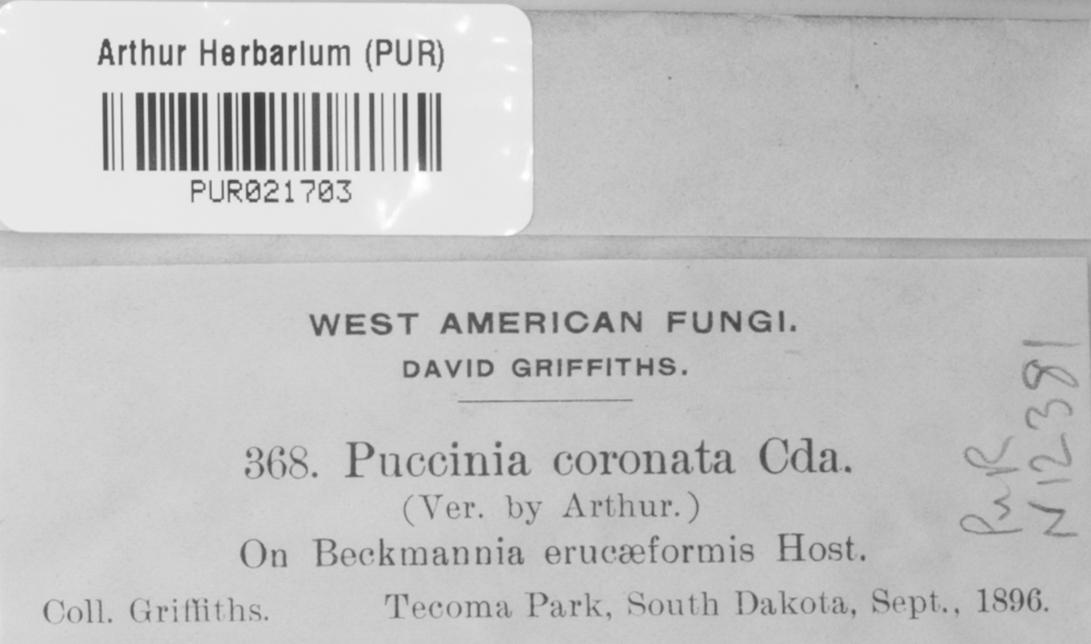 Arthur Herbarium (PUR)
PUR021703
WEST AMERICAN FUNGI.
DAVID GRIFFITHS.
368. Puccinia coronata Cda.
(Ver. by Arthur.)
On Beckmannia erucæformis Host.
Coll. Griffiths. Tecoma Park, South Dakota, Sept., 1896.
PUR
N12381